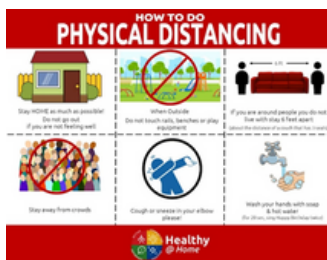 HOW TO DO
PHYSICAL DISTANCING
Stay HOME as much as possible!
Do not go out
if you are not feeling well
When Outside
Do not touch rails, benches or play
equipment
6 ft
If you are around people you do not
live with stay 6 feet apart
Stay away from crowds
Cough or sneeze in your elbow
please!
Wash your hands with soap
& hot water!
Healthy
@ Home